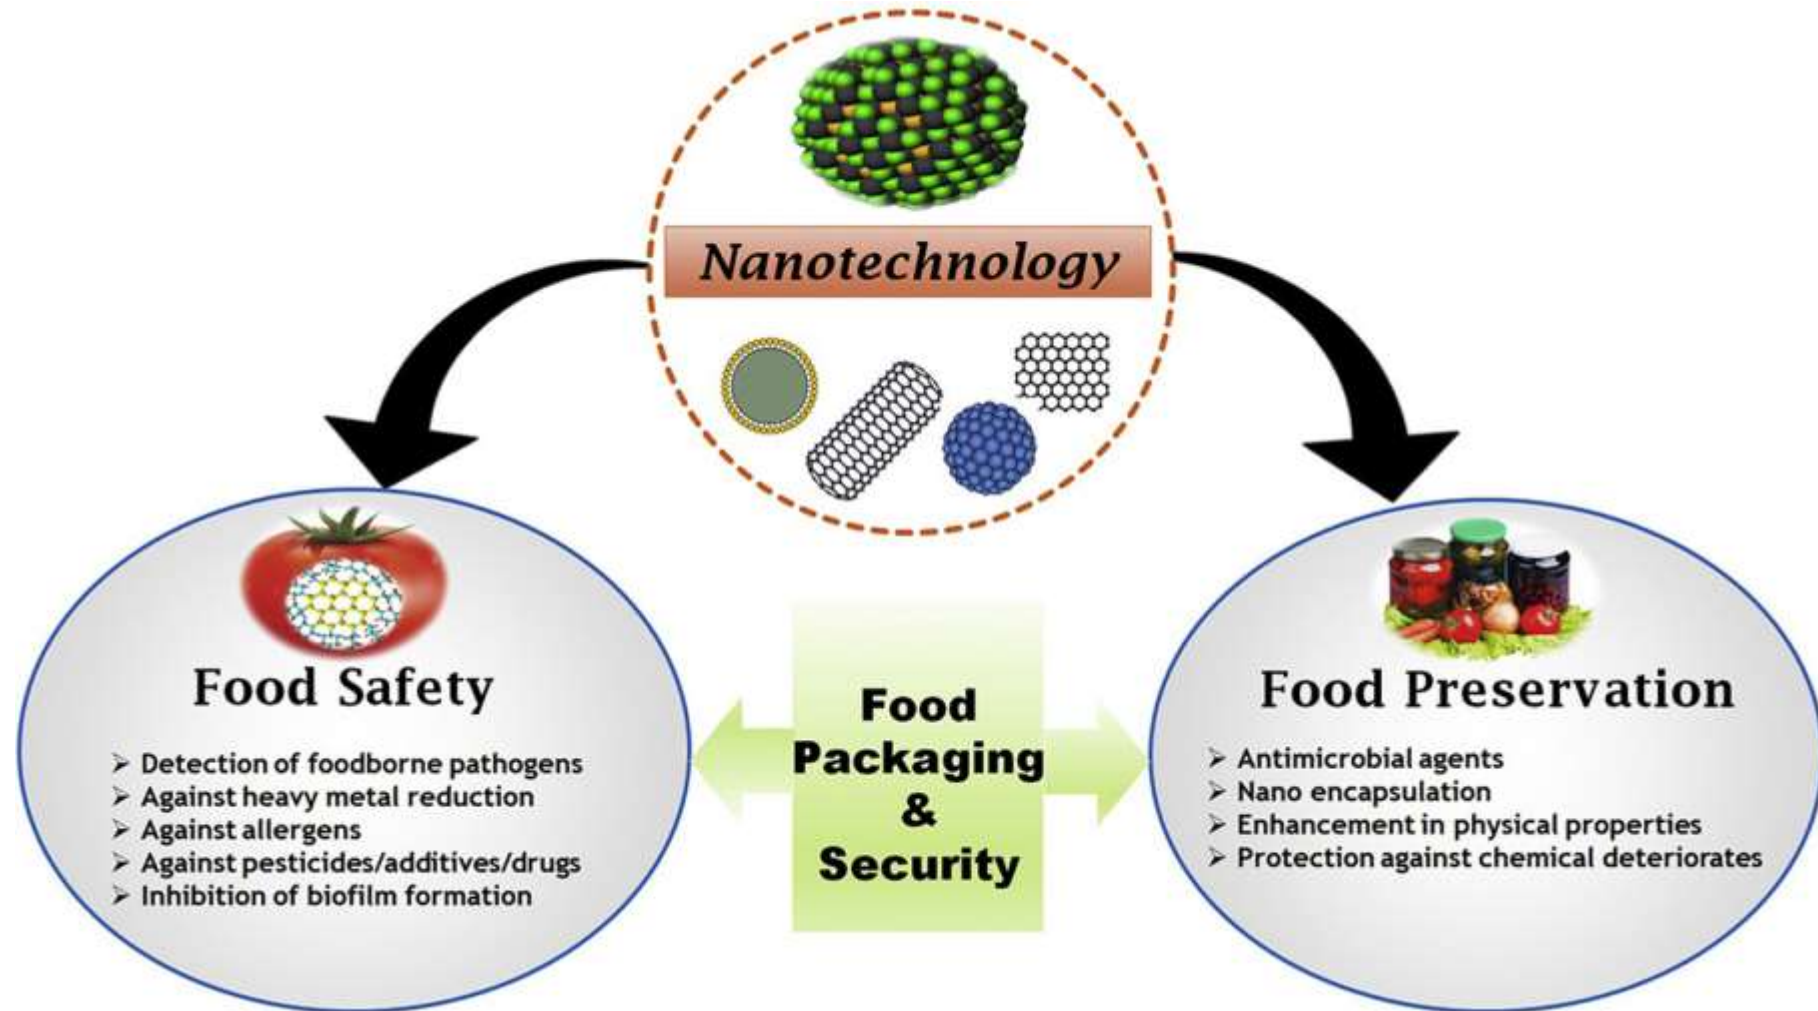 Nanotechnology
Food Safety
➢ Detection of foodborne pathogens
➢ Against heavy metal reduction
➢ Against allergens
➢ Against pesticides/additives/drugs
➢ Inhibition of biofilm formation
Food
Packaging
&
Security
Food Preservation
➢ Antimicrobial agents
➢ Nano encapsulation
➢ Enhancement in physical properties
➢ Protection against chemical deteriorates